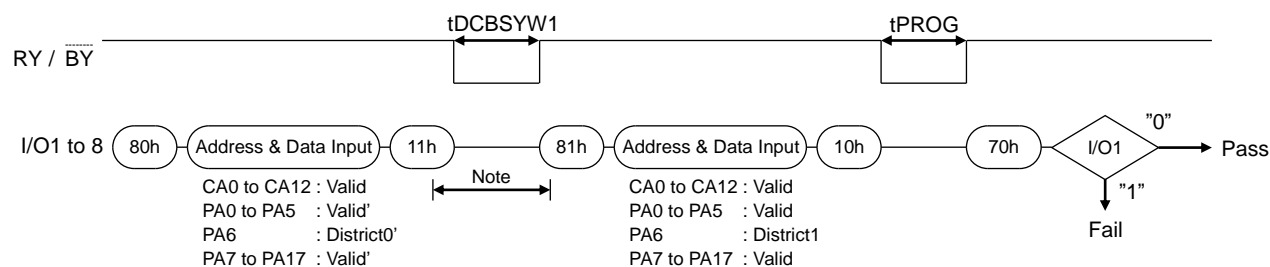 tDCBSYW1
tPROG
RY / BY
I/O1 to 8
80h
Address & Data Input
11h
81h
Address & Data Input
10h
70h
I/O1
”0”
Pass
Note
”1”
Fail
CA0 to CA12 : Valid
PA0 to PA5 : Valid’
PA6 : District0’
PA7 to PA17 : Valid’
CA0 to CA12 : Valid
PA0 to PA5 : Valid
PA6 : District1
PA7 to PA17 : Valid